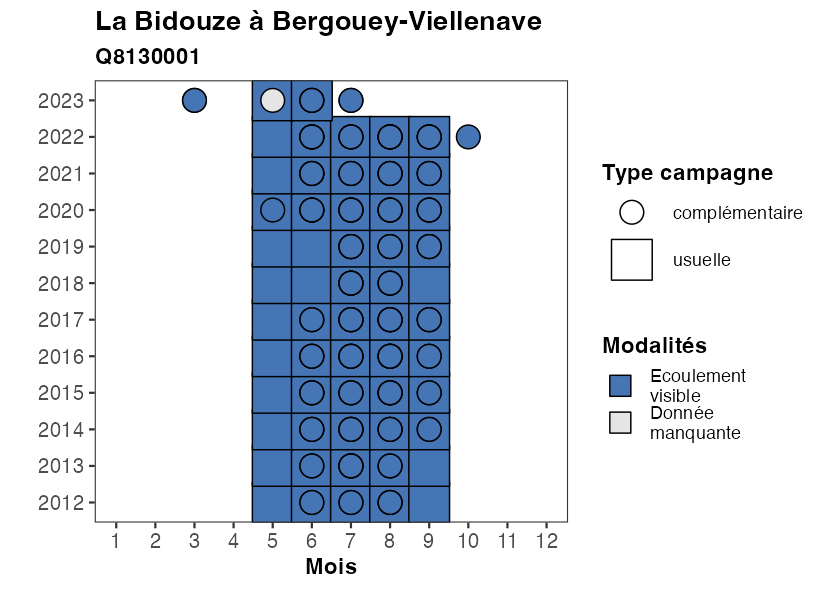 La Bidouze à Bergouey-Viellenave
Q8130001
2023
2022
2021
2020
2019
2018
2017
2016
2015
2014
2013
2012
1 2 3 4 5 6 7 8 9 10 11 12
Mois
Type campagne
complémentaire
usuelle
Modalités
Ecoulement
visible
Donnée
manquante